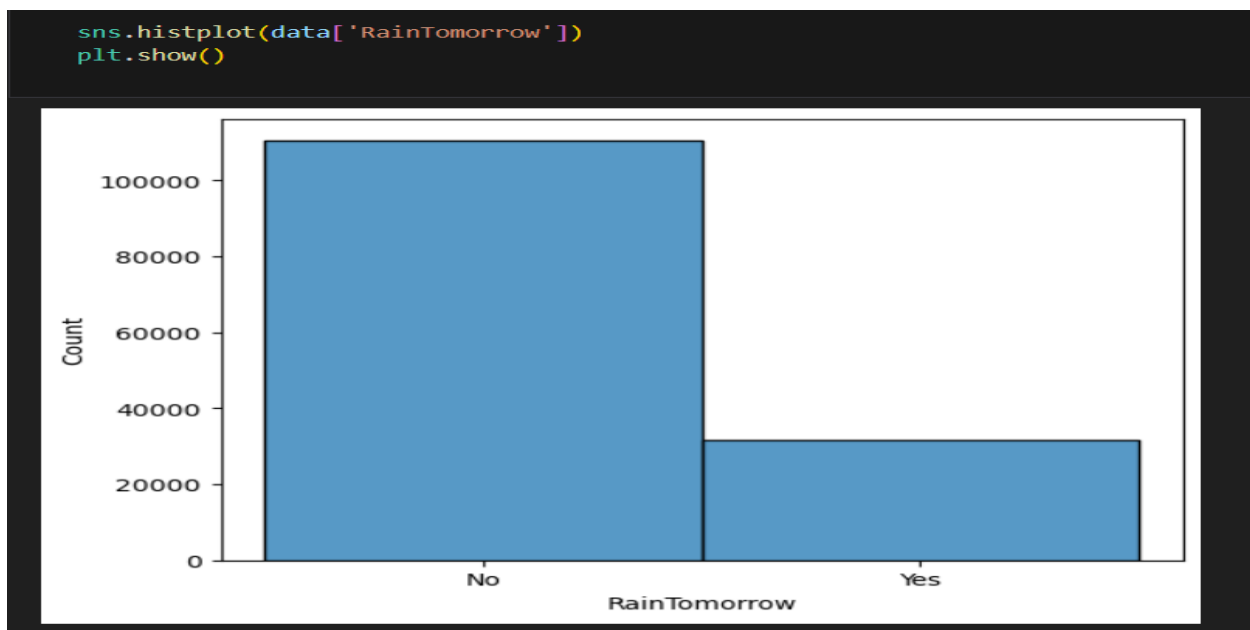 sns.histplot(data['RainTomorrow'])
plt.show()
100000
80000
60000
40000
20000
0
Count
No Yes
RainTomorrow